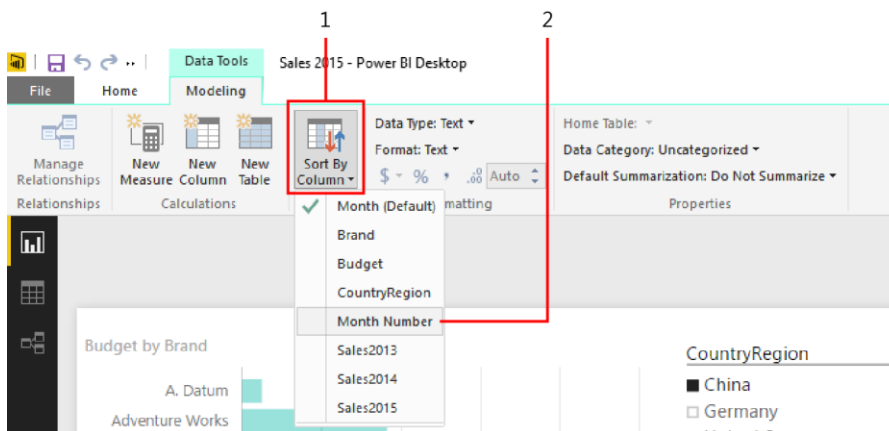 1 2
Data Tools Sales 2015 - Power BI Desktop
File Home Modeling
Manage Relationships
New Measure
New Column
New Table
Sort By Column
Data Type: Text
Format: Text
$ % , .00 Auto
Home Table:
Data Category: Uncategorized
Default Summarization: Do Not Summarize
Relationships Calculations matting Properties
Month (Default)
Brand
Budget
CountryRegion
Month Number
Sales2013
Sales2014
Sales2015
Budget by Brand
A. Datum
Adventure Works
CountryRegion
China
Germany